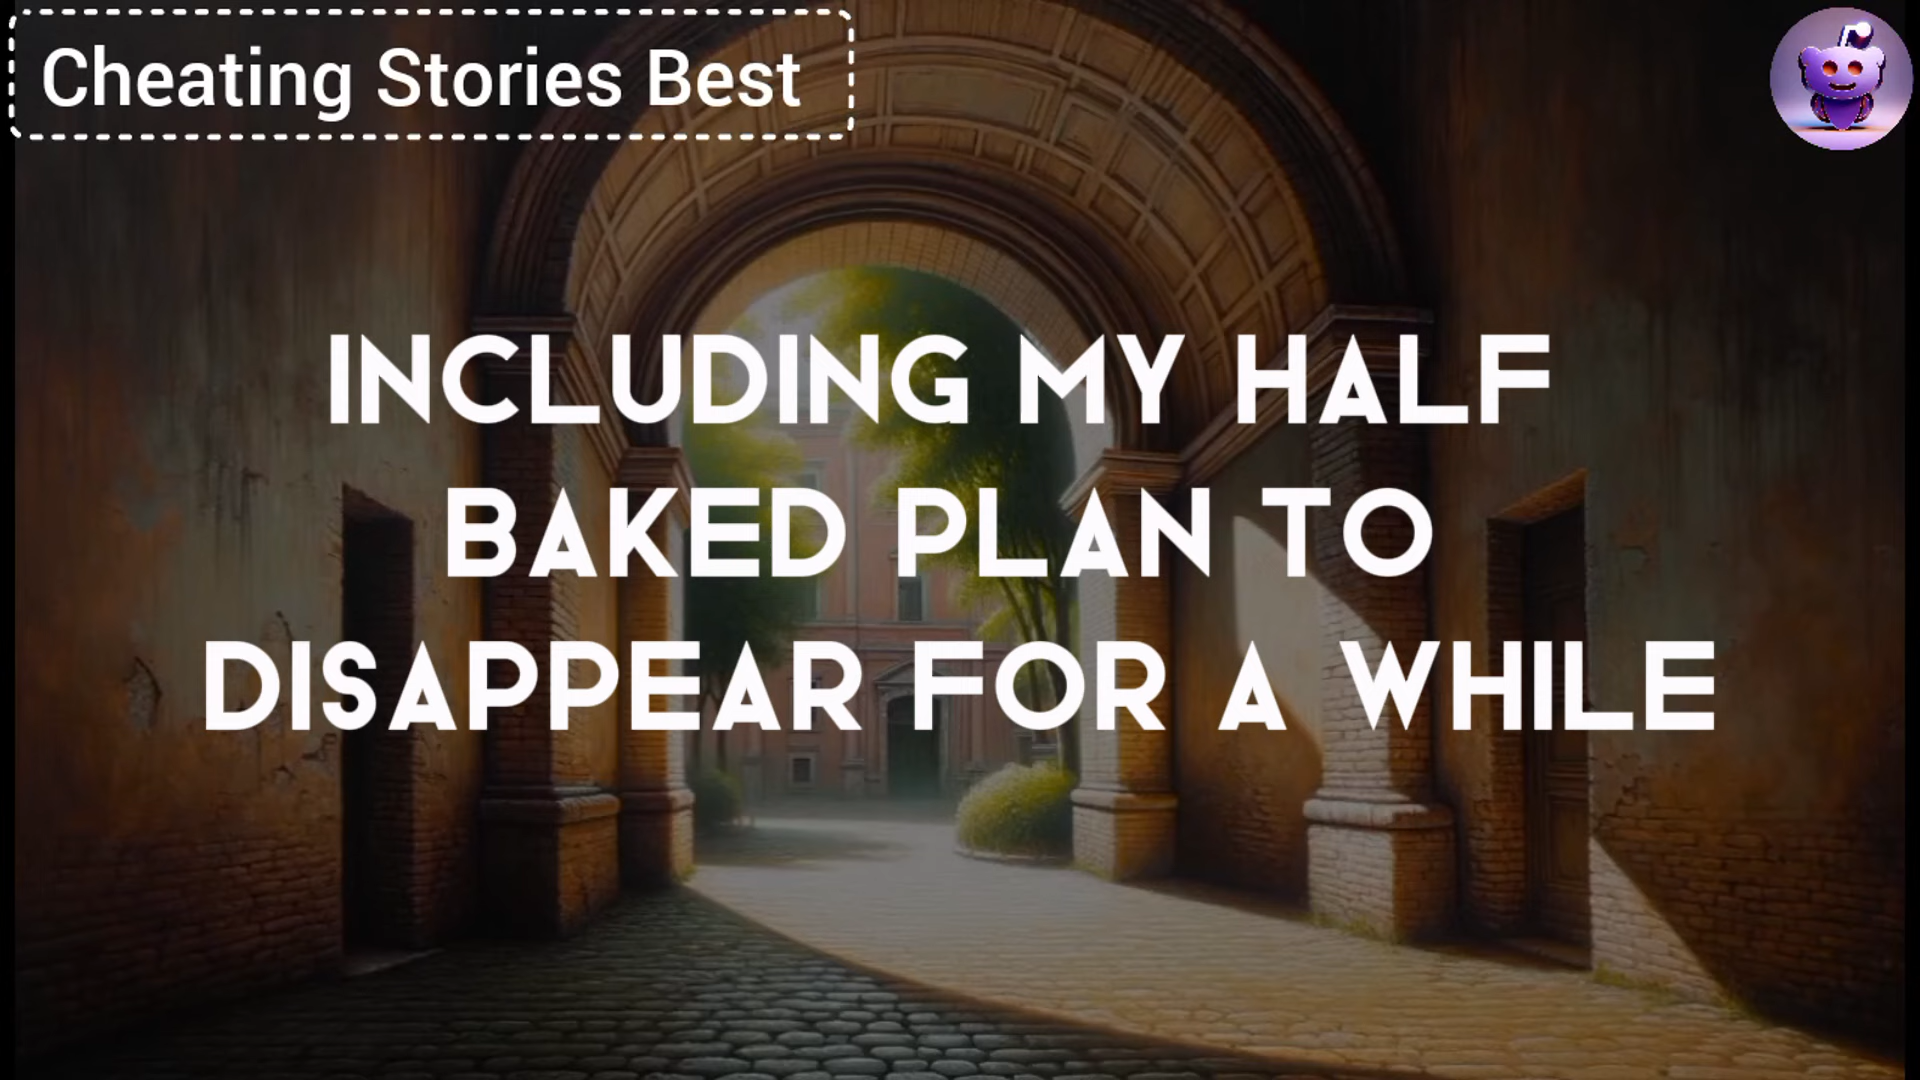 Cheating Stories Best
INCLUDING MY HALF
BAKED PLAN TO
DISAPPEAR FOR A WHILE